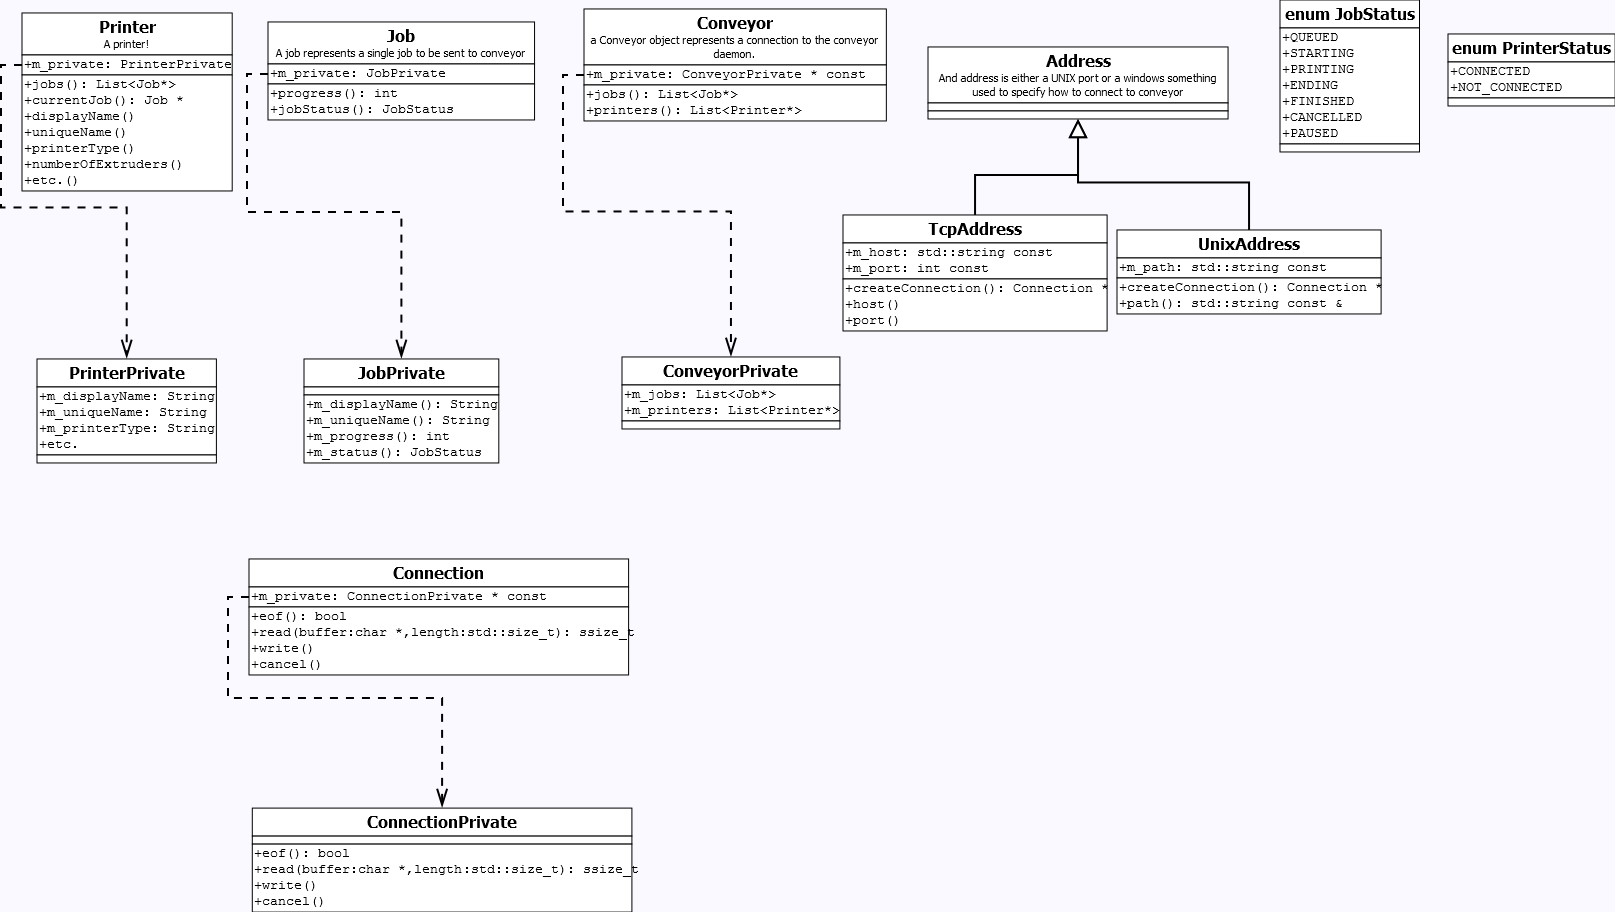 Printer
A printer!
+m_private: PrinterPrivate
+jobs(): List<Job*>
+currentJob(): Job *
+displayName()
+uniqueName()
+printerType()
+numberOfExtruders()
+etc.()
Job
A job represents a single job to be sent to conveyor
+m_private: JobPrivate
+progress(): int
+jobStatus(): JobStatus
Conveyor
a Conveyor object represents a connection to the conveyor
daemon.
+m_private: ConveyorPrivate * const
+jobs(): List<Job*>
+printers(): List<Printer*>
Address
And address is either a UNIX port or a windows something
used to specify how to connect to conveyor
enum JobStatus
+QUEUED
+STARTING
+PRINTING
+ENDING
+FINISHED
+CANCELLED
+PAUSED
enum PrinterStatus
+CONNECTED
+NOT_CONNECTED
TcpAddress
+m_host: std::string const
+m_port: int const
+createConnection(): Connection *
+host()
+port()
UnixAddress
+m_path: std::string const
+createConnection(): Connection *
+path(): std::string const &
PrinterPrivate
+m_displayName: String
+m_uniqueName: String
+m_printerType: String
+etc.
JobPrivate
+m_displayName(): String
+m_uniqueName(): String
+m_progress(): int
+m_status(): JobStatus
ConveyorPrivate
+m_jobs: List<Job*>
+m_printers: List<Printer*>
Connection
+m_private: ConnectionPrivate * const
+eof(): bool
+read(buffer:char *,length:std::size_t): ssize_t
+write()
+cancel()
ConnectionPrivate
+eof(): bool
+read(buffer:char *,length:std::size_t): ssize_t
+write()
+cancel()